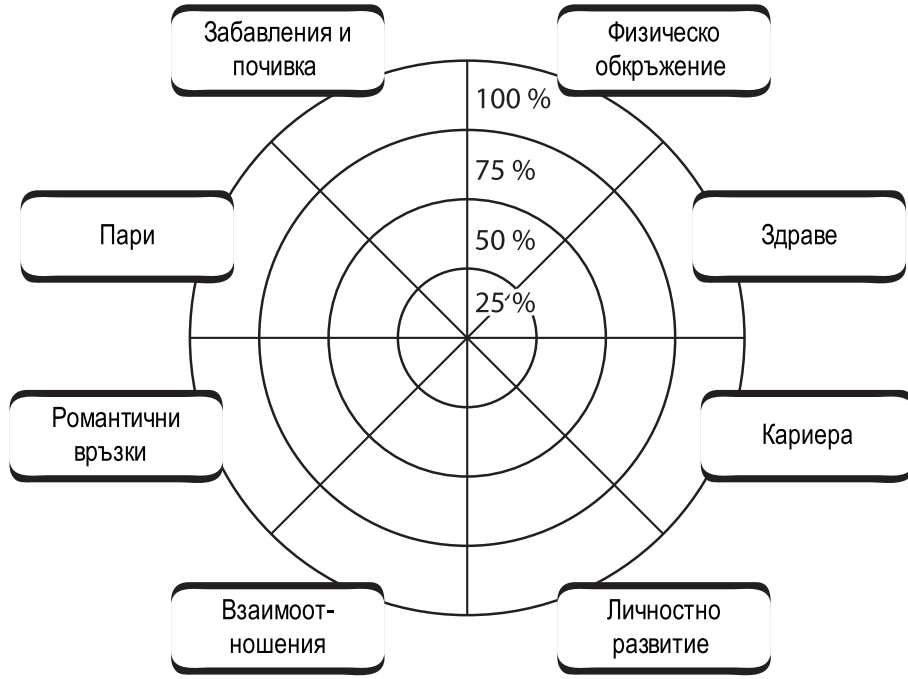 Забавления и
почивка
Физическо
обкръжение
100 %
75 %
Пари
50 %
Здраве
25 %
Романтични
връзки
Кариера
Взаимоот-
ношения
Личностно
развитие